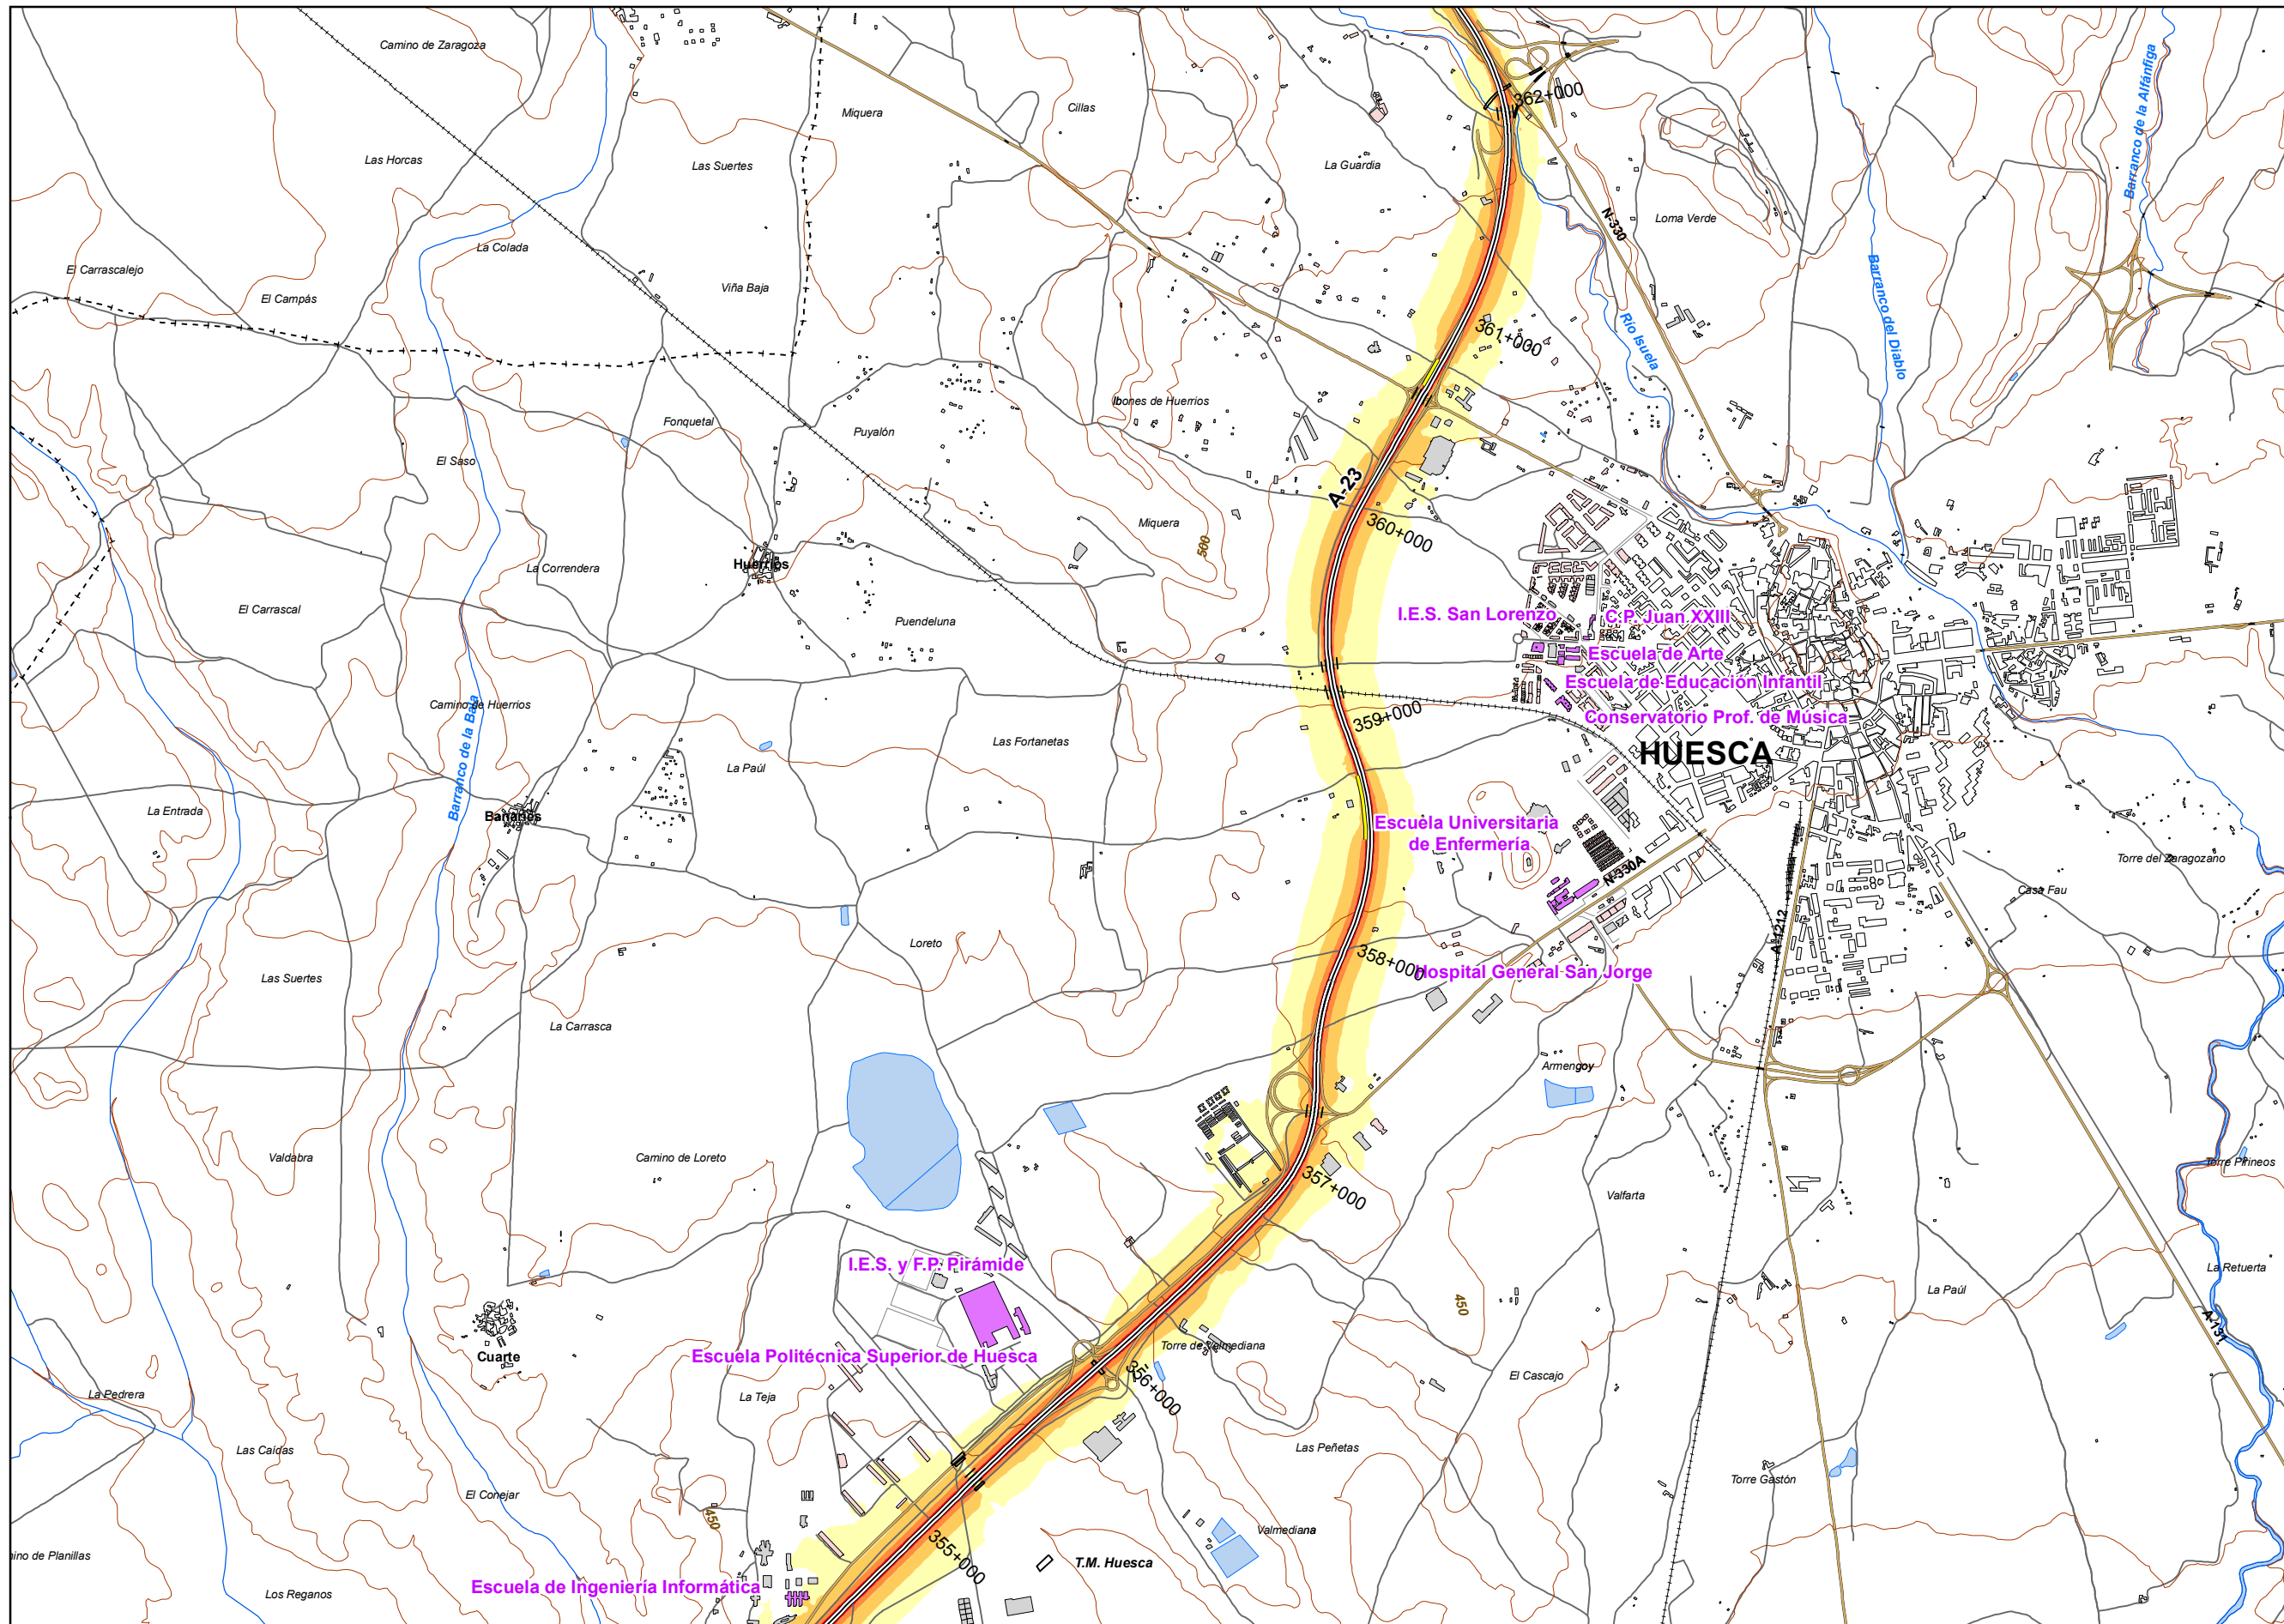 Camino de Zaragoza
Miquera
Cillas
362+000
Barranco de la Alfánfiga
Las Horcas
Las Suertes
La Guardia
N-330
Loma Verde
La Colada
El Carrascalejo
El Campás
Viña Baja
Barranco del Diablo
Río Isuela
361+000
Ibones de Huerrios
Fonquetal
Puyalón
El Saso
A-23
Miquera
500
360+000
Huerrios
La Correndera
El Carrascal
Puendeluna
I.E.S. San Lorenzo
C.P. Juan XXIII
Escuela de Arte
Escuela de Educación Infantil
Camino de Huerrios
Barranco de la Bala
359+000
Conservatorio Prof. de Música
Las Fortanetas
HUESCA
La Paúl
La Entrada
Banariés
Escuela Universitaria
de Enfermería
N-330A
Torre del Zaragozano
Casa Fau
A-1212
Loreto
358+000
Hospital General San Jorge
Las Suertes
La Carrasca
Armengoy
Valdabra
Camino de Loreto
357+000
Valfarta
Torre Pirineos
I.E.S. y F.P. Pirámide
La Retuerta
La Paúl
450
A-131
Cuarte
Escuela Politécnica Superior de Huesca
Torre de Valmediana
356+000
La Pedrera
La Teja
El Cascajo
Las Caídas
Las Peñetas
Torre Gastón
El Conejar
450
355+000
Valmediana
ino de Planillas
T.M. Huesca
Escuela de Ingeniería Informática
Los Reganos